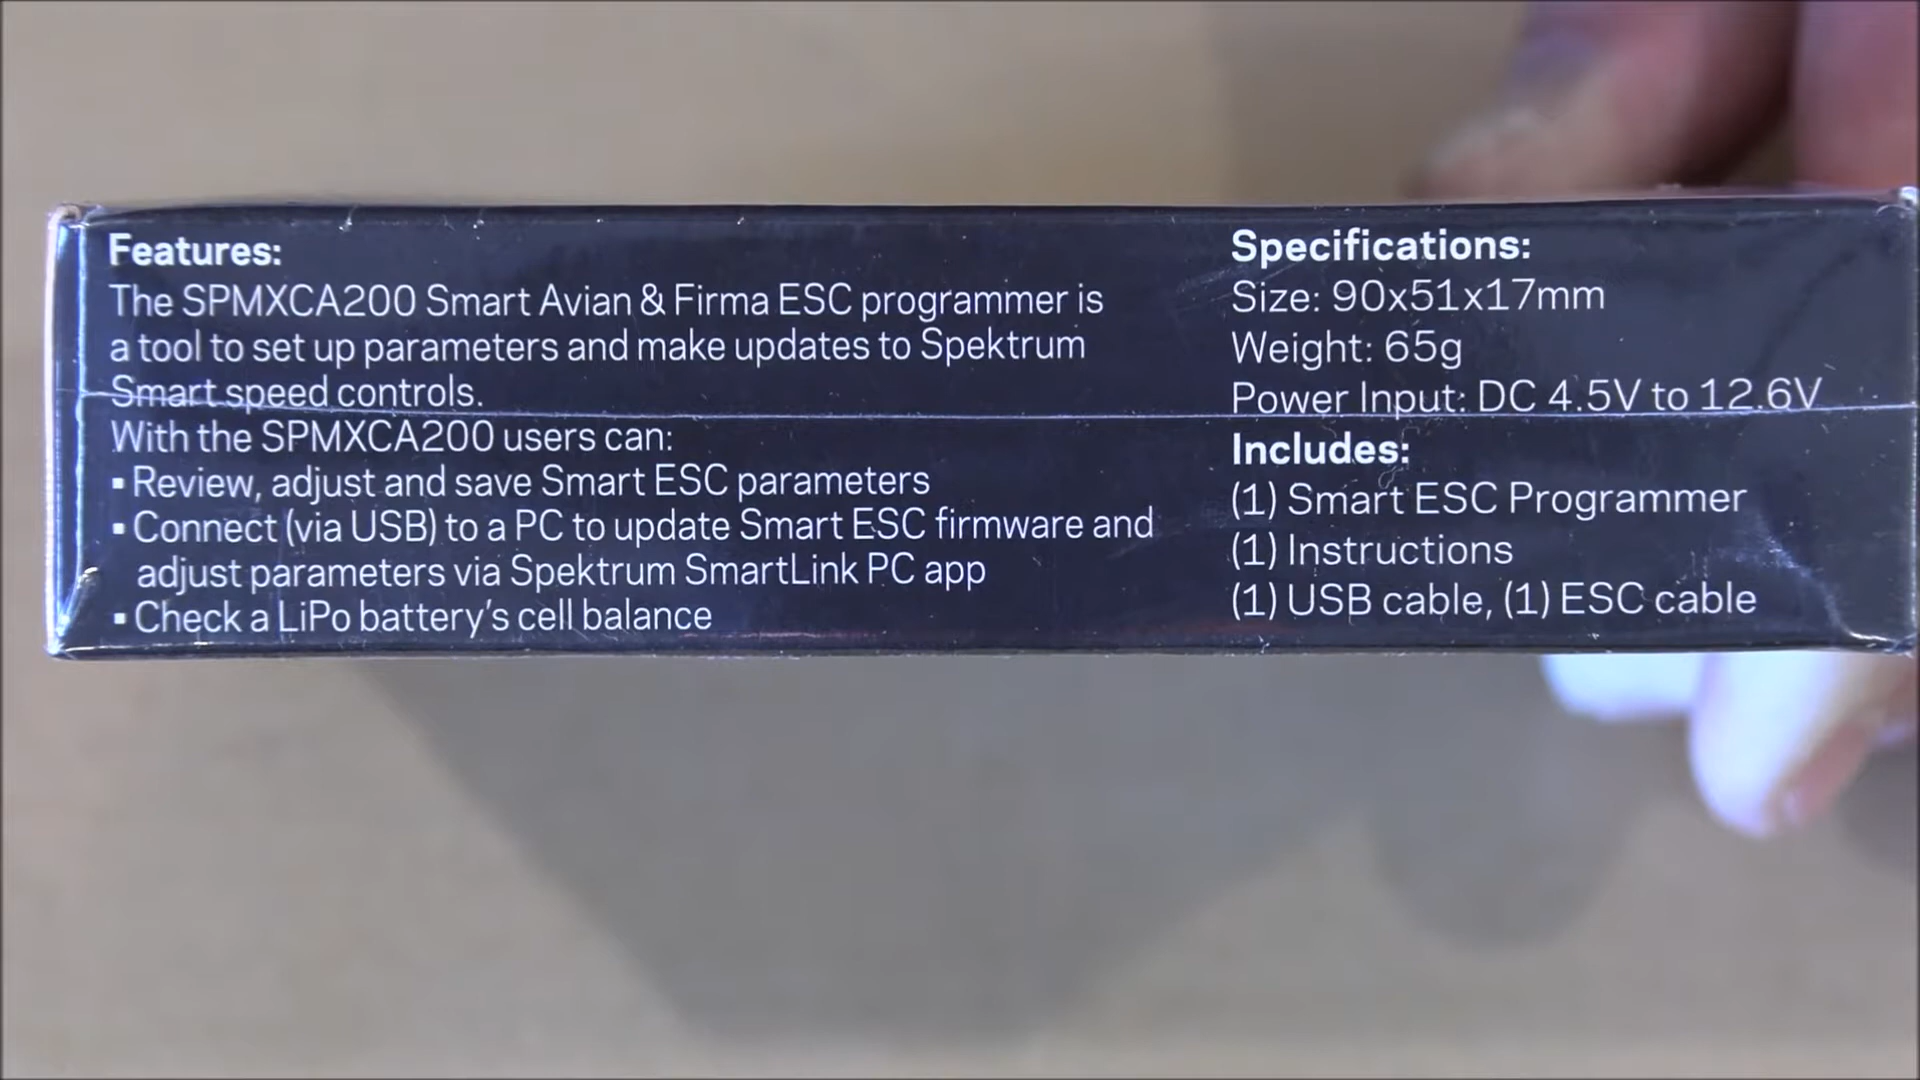 Features:
The SPMXCA200 Smart Avian & Firma ESC programmer is
a tool to set up parameters and make updates to Spektrum
Smart speed controls.
With the SPMXCA200 users can:
▪ Review, adjust and save Smart ESC parameters
▪ Connect (via USB) to a PC to update Smart ESC firmware and
adjust parameters via Spektrum SmartLink PC app
▪ Check a LiPo battery's cell balance
Specifications:
Size: 90x51x17mm
Weight: 65g
Power Input: DC 4.5V to 12.6V
Includes:
(1) Smart ESC Programmer
(1) Instructions
(1) USB cable, (1) ESC cable